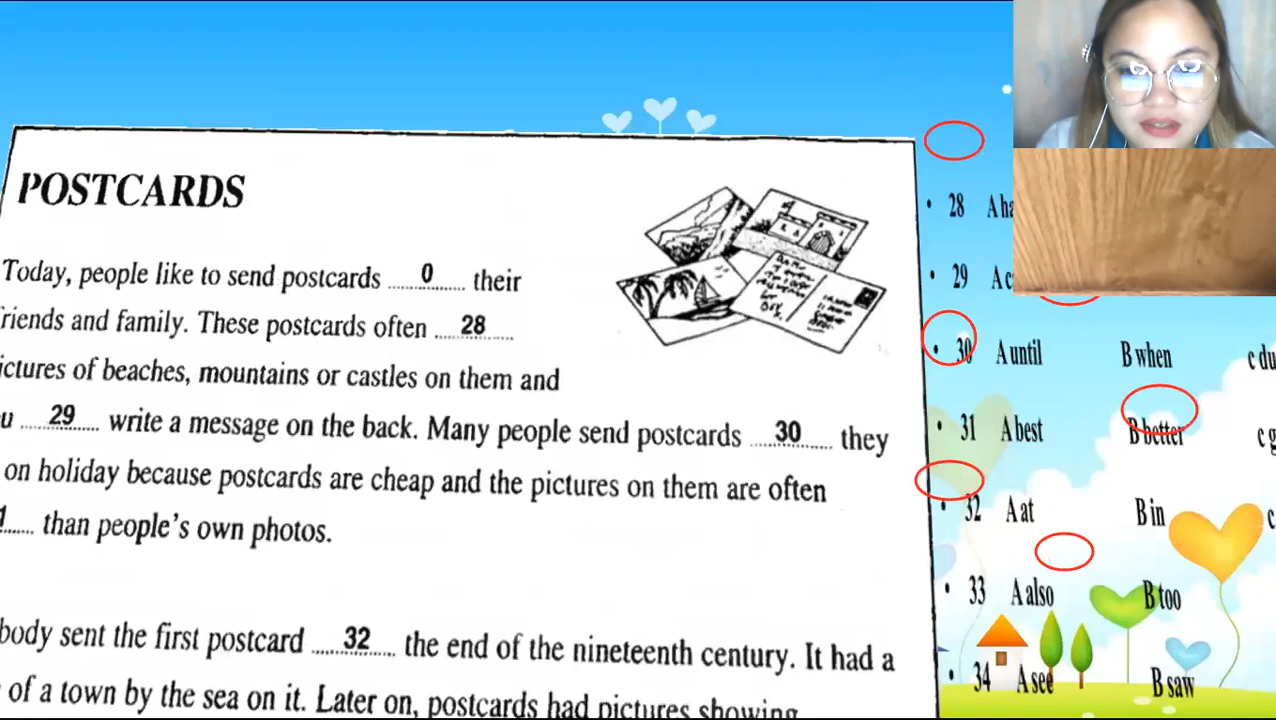 POSTCARDS
Today, people like to send postcards ...0... their
riends and family. These postcards often ...28...
ictures of beaches, mountains or castles on them and
u ...29... write a message on the back. Many people send postcards ...30... they
on holiday because postcards are cheap and the pictures on them are often
1... than people's own photos.
body sent the first postcard ...32... the end of the nineteenth century. It had a
of a town by the sea on it. Later on, postcards had pictures showing
• 28 A ha
• 29 A c
• 30 A until B when c du
• 31 A best B better c g
• 32 A at B in c
• 33 A also B too
• 34 A see B saw